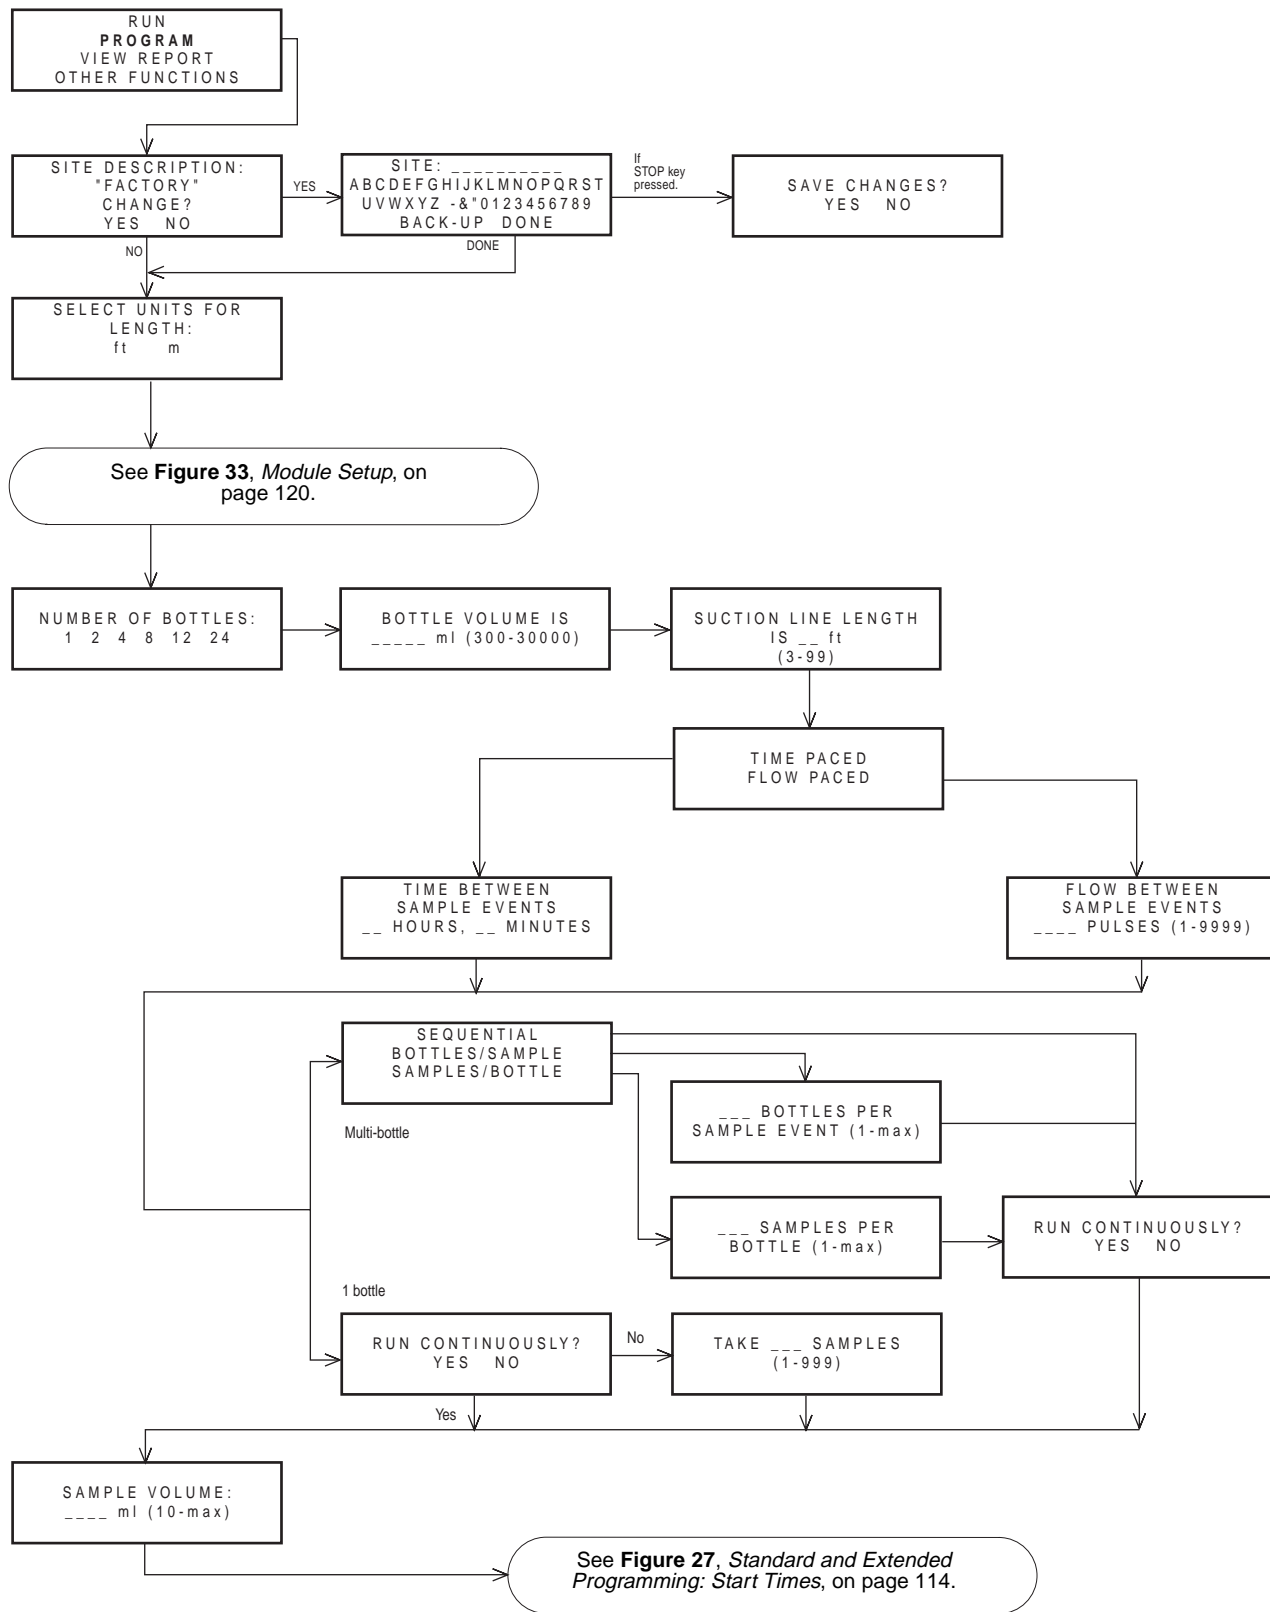 RUN
PROGRAM
VIEW REPORT
OTHER FUNCTIONS
SITE DESCRIPTION:
"FACTORY"
CHANGE?
YES NO
YES
SITE: __________
ABCDEFGHIJKLMNOPQRST
UVWXYZ -&"0123456789
BACK-UP DONE
If
STOP key
pressed.
SAVE CHANGES?
YES NO
NO
DONE
SELECT UNITS FOR
LENGTH:
ft m
See Figure 33, Module Setup, on
page 120.
NUMBER OF BOTTLES:
1 2 4 8 12 24
BOTTLE VOLUME IS
_____ ml (300-30000)
SUCTION LINE LENGTH
IS __ ft
(3-99)
TIME PACED
FLOW PACED
TIME BETWEEN
SAMPLE EVENTS
__ HOURS, __ MINUTES
FLOW BETWEEN
SAMPLE EVENTS
____ PULSES (1-9999)
SEQUENTIAL
BOTTLES/SAMPLE
SAMPLES/BOTTLE
Multi-bottle
___ BOTTLES PER
SAMPLE EVENT (1-max)
___ SAMPLES PER
BOTTLE (1-max)
RUN CONTINUOUSLY?
YES NO
1 bottle
RUN CONTINUOUSLY?
YES NO
No
TAKE ___ SAMPLES
(1-999)
Yes
SAMPLE VOLUME:
____ ml (10-max)
See Figure 27, Standard and Extended
Programming: Start Times, on page 114.